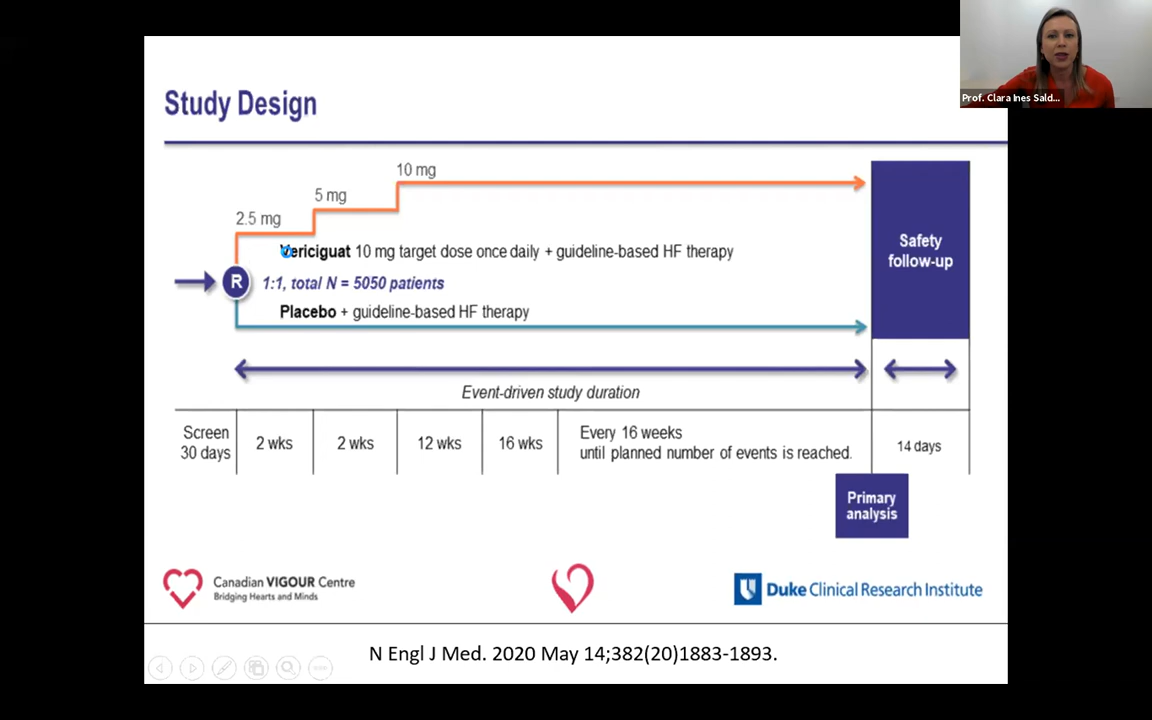 Prof. Clara Ines Sald...
Study Design
10 mg
5 mg
2.5 mg
Vericiguat 10 mg target dose once daily + guideline-based HF therapy
Safety
follow-up
R
1:1, total N = 5050 patients
Placebo + guideline-based HF therapy
Event-driven study duration
Screen
30 days
2 wks
2 wks
12 wks
16 wks
Every 16 weeks
until planned number of events is reached.
14 days
Primary
analysis
Canadian VIGOUR Centre
Bridging Hearts and Minds
Duke Clinical Research Institute
N Engl J Med. 2020 May 14;382(20)1883-1893.